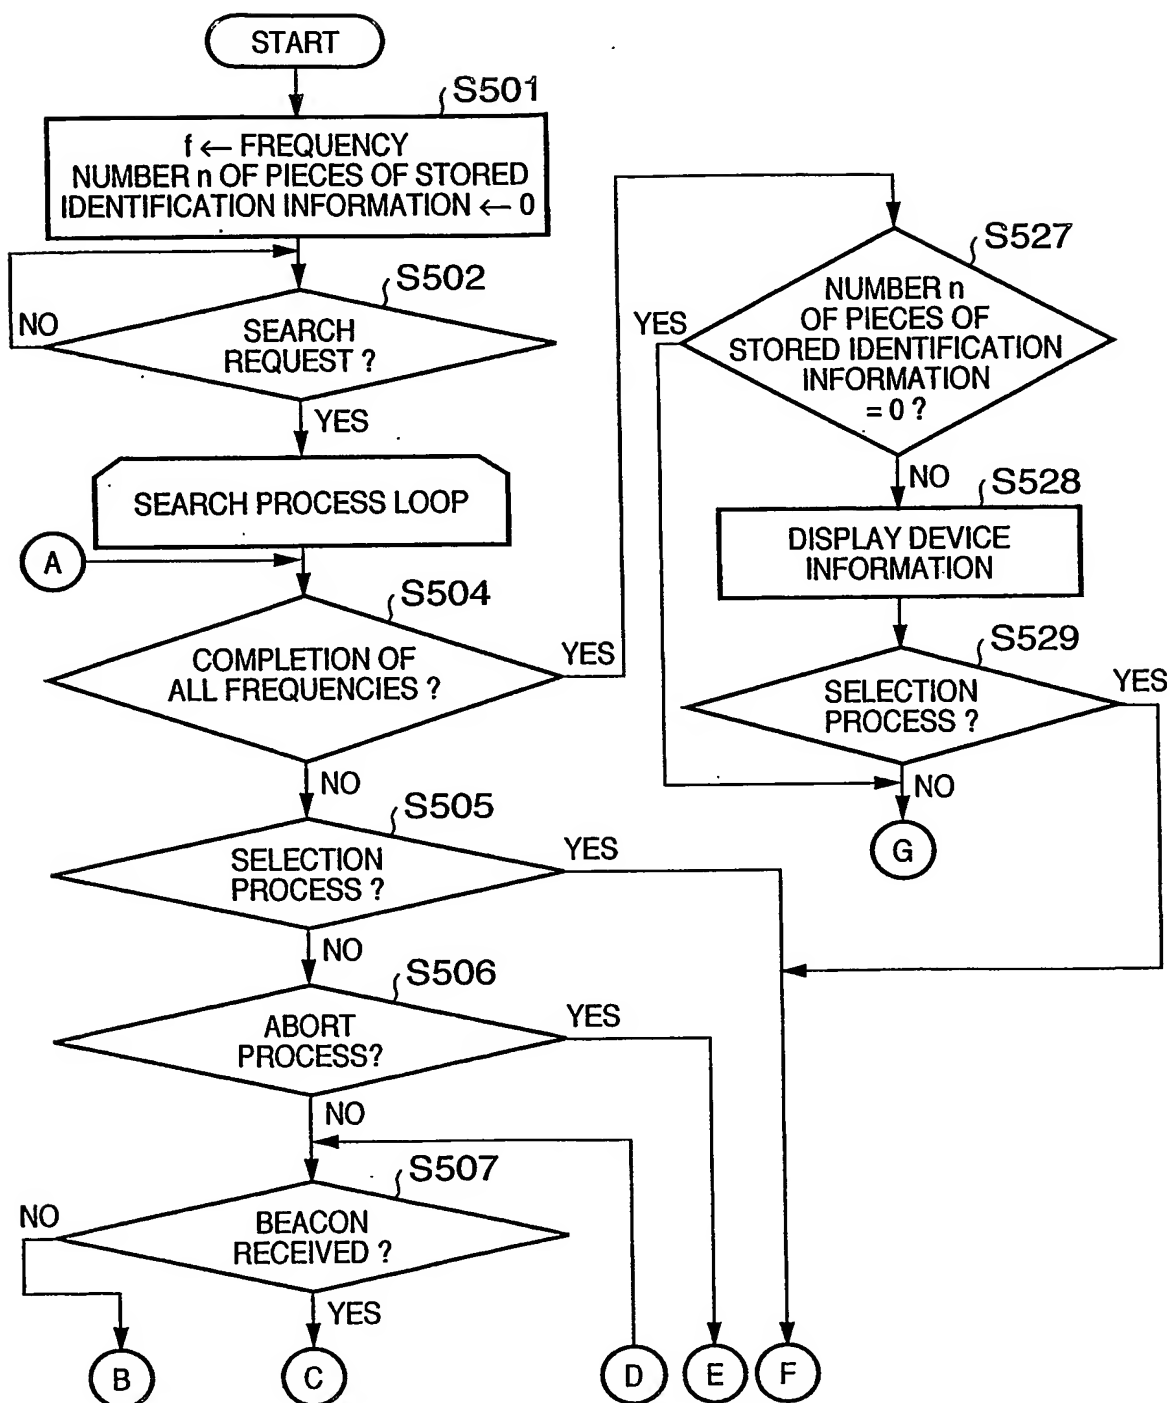 START
S501
f ← FREQUENCY
NUMBER n OF PIECES OF STORED
IDENTIFICATION INFORMATION ← 0
S502
NO
SEARCH
REQUEST ?
YES
SEARCH PROCESS LOOP
A
S504
COMPLETION OF
ALL FREQUENCIES ?
YES
NO
S505
SELECTION
PROCESS ?
YES
NO
S506
ABORT
PROCESS?
YES
NO
S507
NO
BEACON
RECEIVED ?
YES
B
C
D
E
F
S527
YES
NUMBER n
OF PIECES OF
STORED IDENTIFICATION
INFORMATION
= 0 ?
NO
S528
DISPLAY DEVICE
INFORMATION
S529
SELECTION
PROCESS ?
YES
NO
G